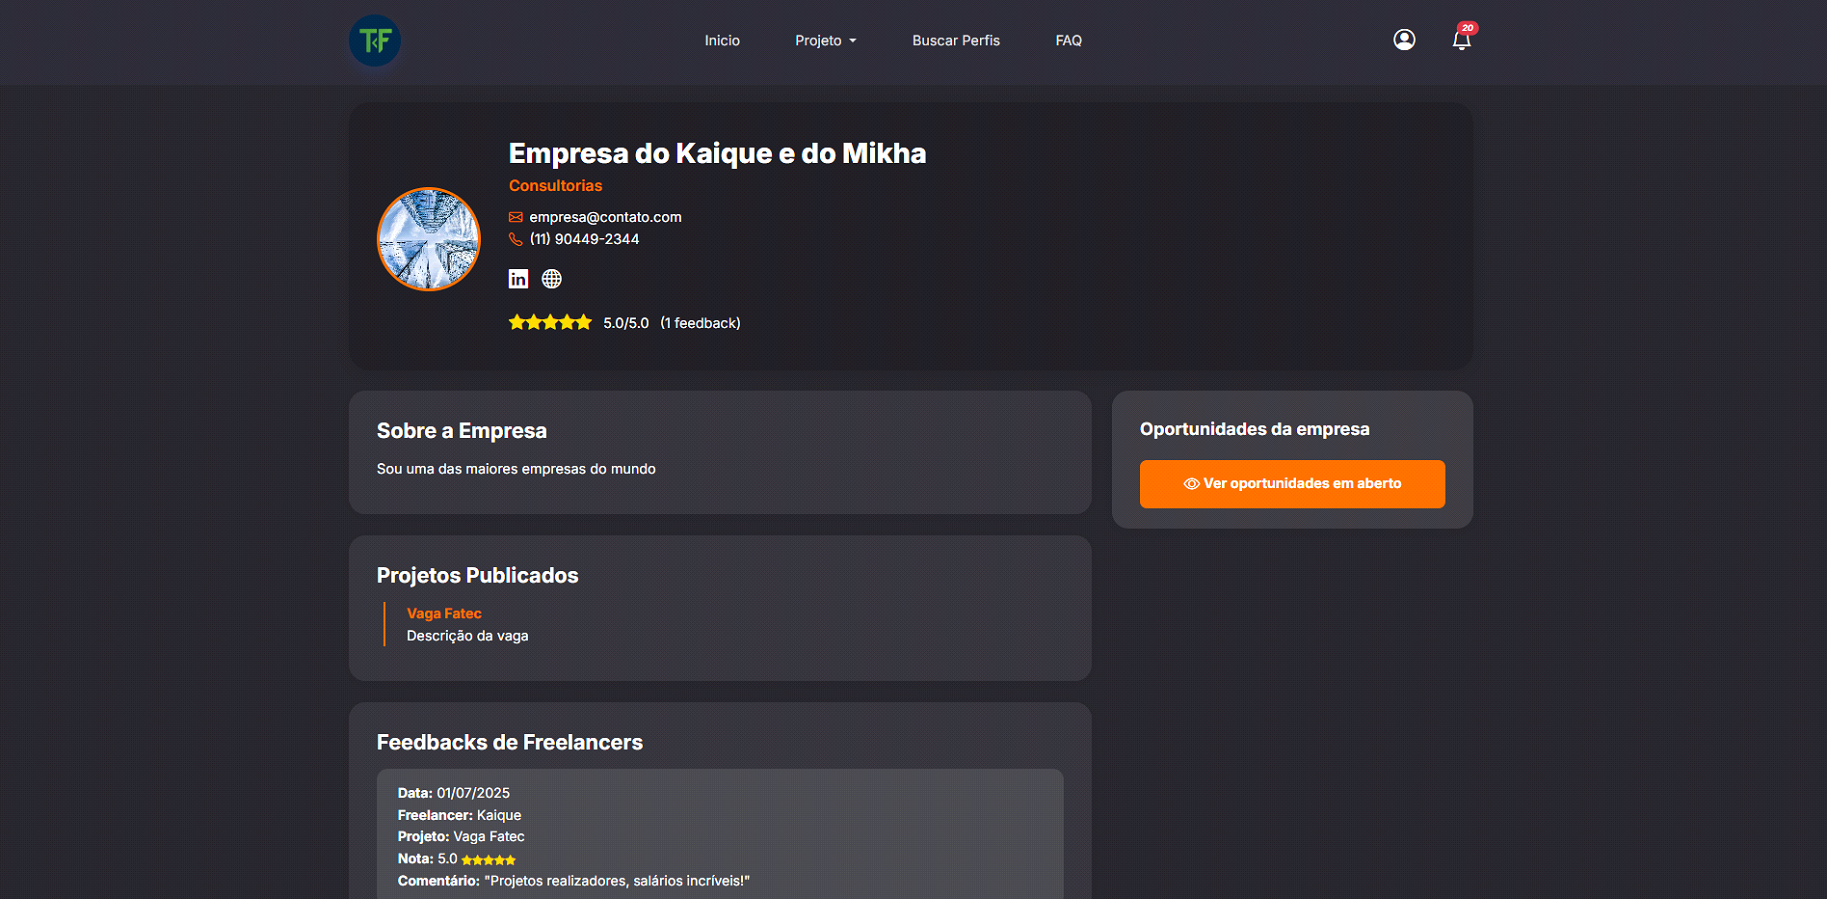 TKF
Inicio
Projeto
Buscar Perfis
FAQ
20
Empresa do Kaique e do Mikha
Consultorias
empresa@contato.com
(11) 90449-2344
in
5.0/5.0 (1 feedback)
Sobre a Empresa
Sou uma das maiores empresas do mundo
Oportunidades da empresa
Ver oportunidades em aberto
Projetos Publicados
Vaga Fatec
Descrição da vaga
Feedbacks de Freelancers
Data: 01/07/2025
Freelancer: Kaique
Projeto: Vaga Fatec
Nota: 5.0
Comentário: "Projetos realizadores, salários incríveis!"